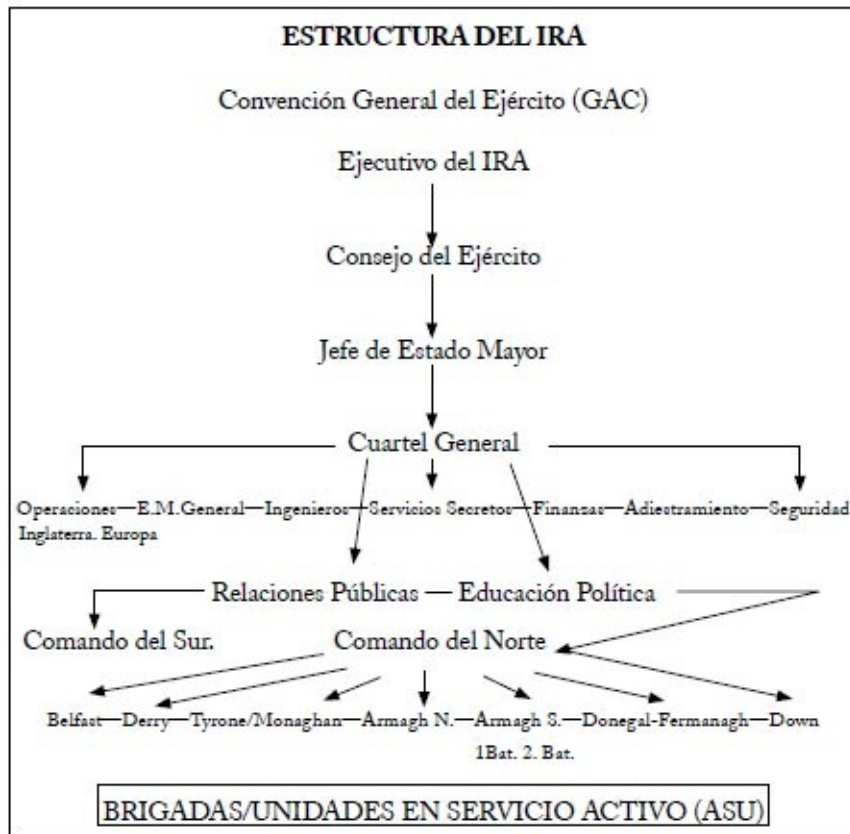 ESTRUCTURA DEL IRA
Convención General del Ejército (GAC)
Ejecutivo del IRA
Consejo del Ejército
Jefe de Estado Mayor
Cuartel General
Operaciones—E.M.General—Ingenieros—Servicios Secretos—Finanzas—Adiestramiento—Seguridad
Inglaterra. Europa
Relaciones Públicas — Educación Política
Comando del Sur. Comando del Norte
Belfast—Derry—Tyrone/Monaghan—Armagh N.—Armagh S.—Donegal-Fermanagh—Down
1Bat. 2. Bat.
BRIGADAS/UNIDADES EN SERVICIO ACTIVO (ASU)